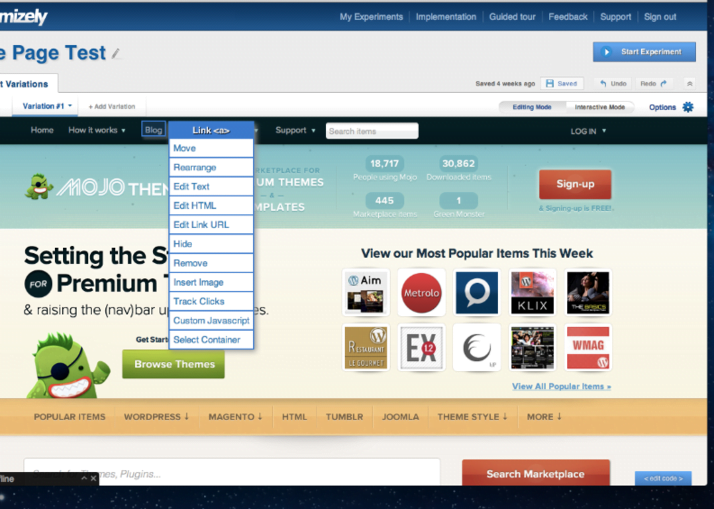 mizely
My Experiments Implementation Guided tour Feedback Support Sign out
e Page Test
Start Experiment
t Variations
Saved 4 weeks ago Saved Undo Redo
Variation #1 + Add Variation
Editing Mode Interactive Mode Options
Home How it works Blog Link <a> Support Search items LOG IN
Move
Rearrange
Edit Text
Edit HTML
Edit Link URL
Hide
Remove
Insert Image
Track Clicks
Custom Javascript
Select Container
MOJO THEM
KETPLACE FOR
UM THEMES
&
MPLATES
18,717 30,862
People using Mojo Downloaded items
445 1
Marketplace items Green Monster
Sign-up
& Signing-up is FREE!
Setting the S
FOR Premium T
& raising the (nav)bar u es.
Get Start
Browse Themes
View our Most Popular Items This Week
Aim Metrolo KLIX THE BASICS
RESTAURANT
LE GOURMET
EX 12
WMAG
View All Popular Items »
POPULAR ITEMS WORDPRESS ↓ MAGENTO ↓ HTML TUMBLR JOOMLA THEME STYLE ↓ MORE ↓
mes, Plugins...
Search Marketplace
line
< edit code >